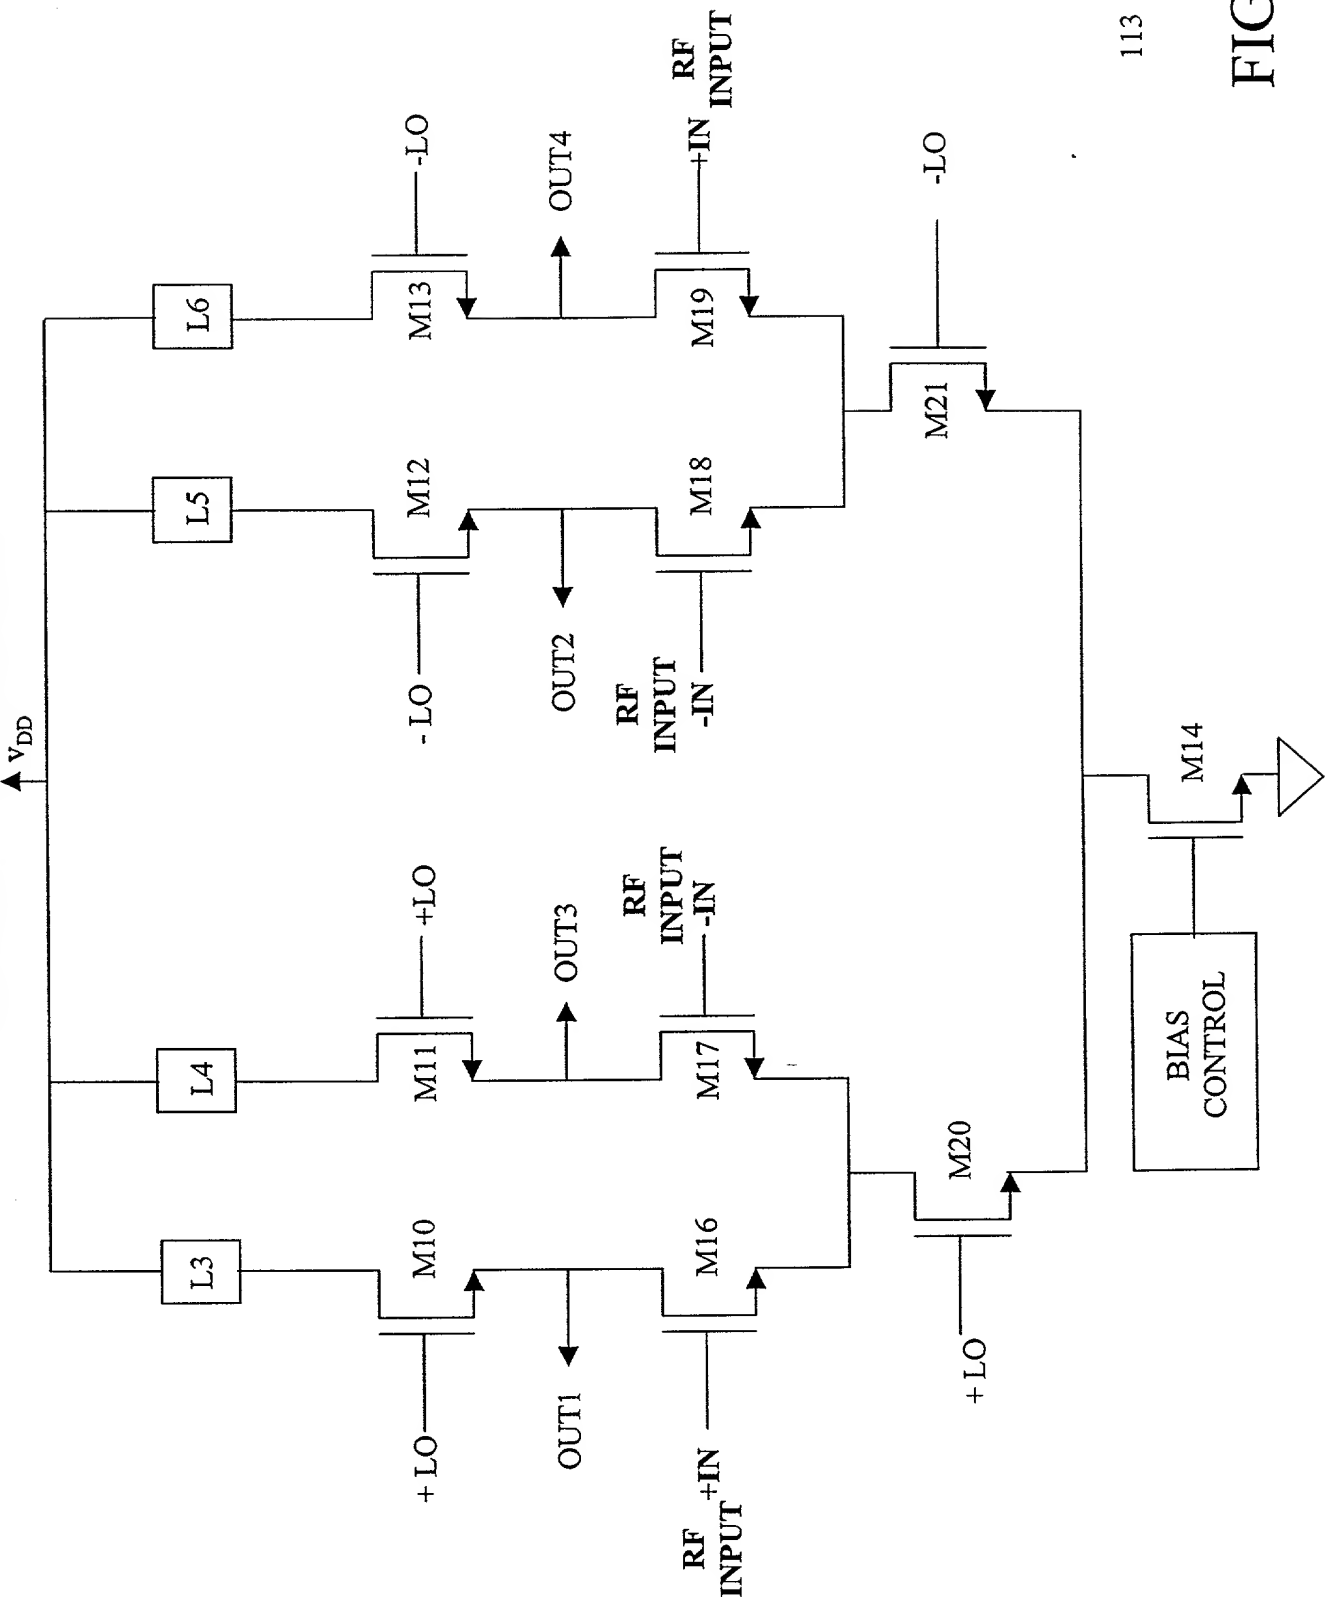 VDD
L3
L4
L5
L6
+ LO
M10
M11
+LO
- LO
M12
M13
-LO
OUT1
OUT3
OUT2
OUT4
RF
INPUT
+IN
M16
M17
RF
INPUT
-IN
RF
INPUT
-IN
M18
M19
RF
INPUT
+IN
+ LO
M20
M21
-LO
BIAS
CONTROL
M14
113
FIG